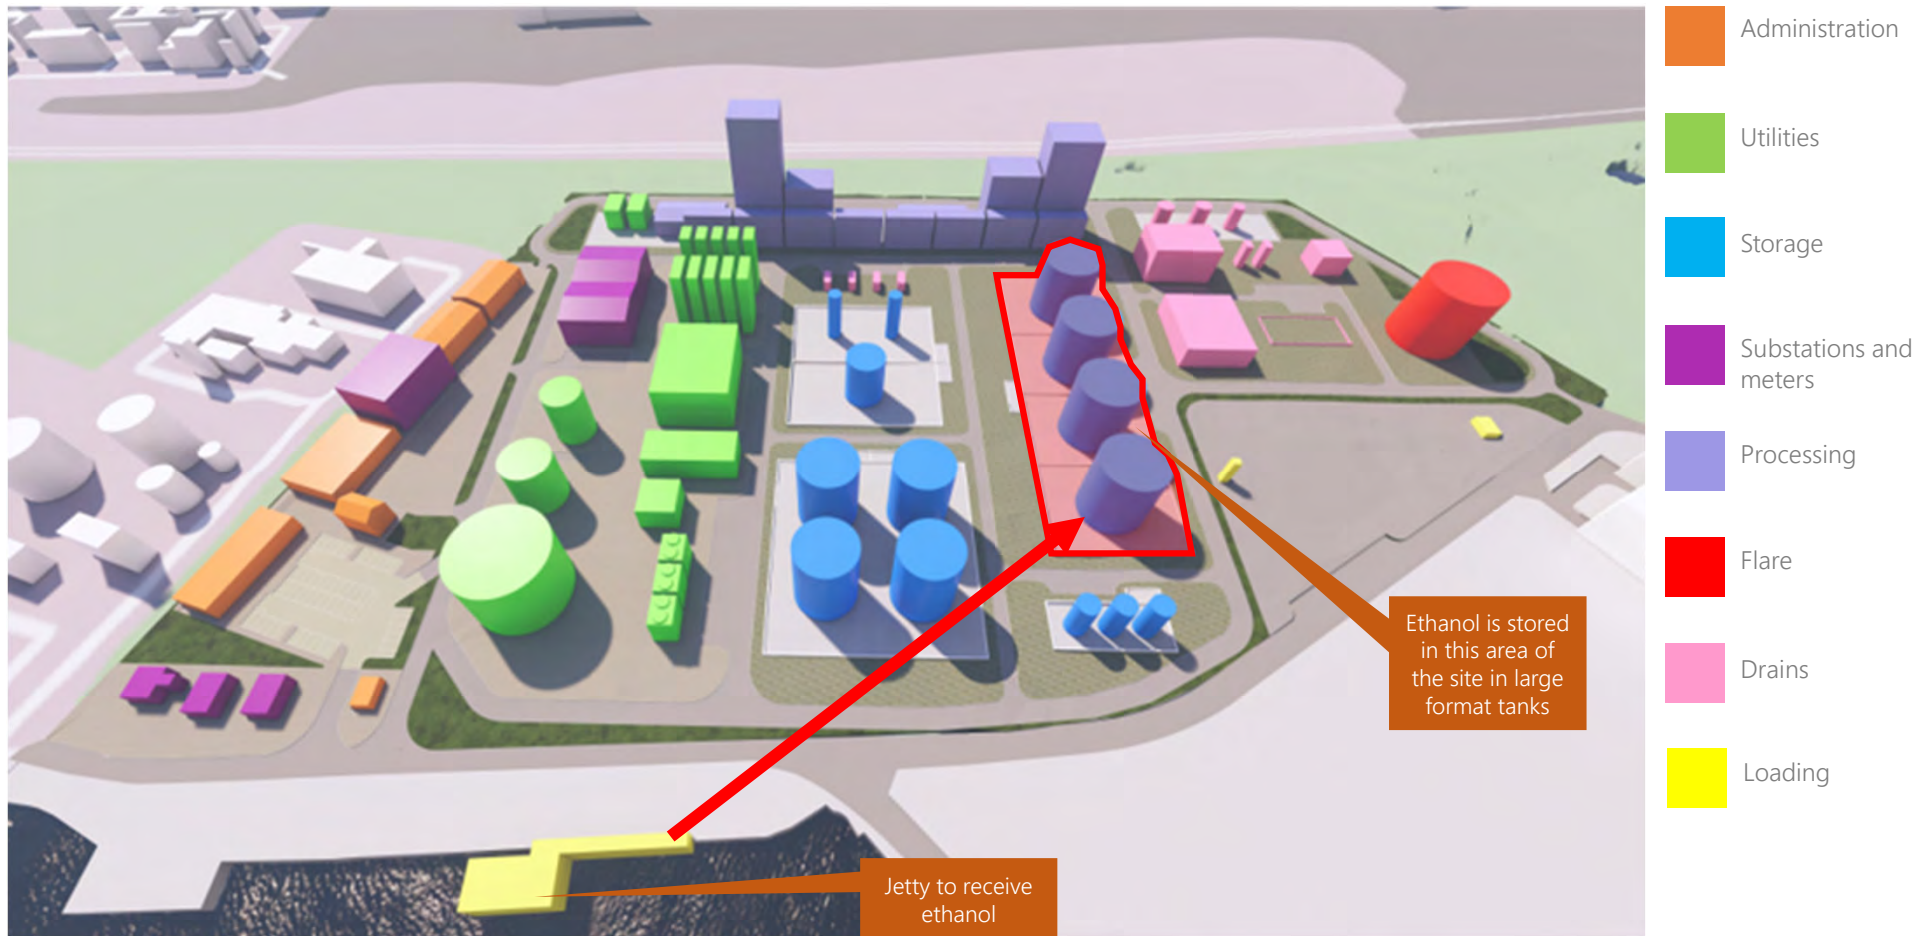 Administration
Utilities
Storage
Substations and
meters
Processing
Flare
Drains
Loading
Ethanol is stored
in this area of
the site in large
format tanks
Jetty to receive
ethanol